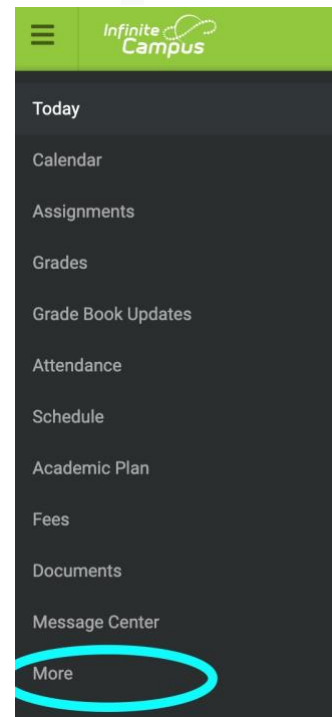 Infinite
Campus
Today
Calendar
Assignments
Grades
Grade Book Updates
Attendance
Schedule
Academic Plan
Fees
Documents
Message Center
More